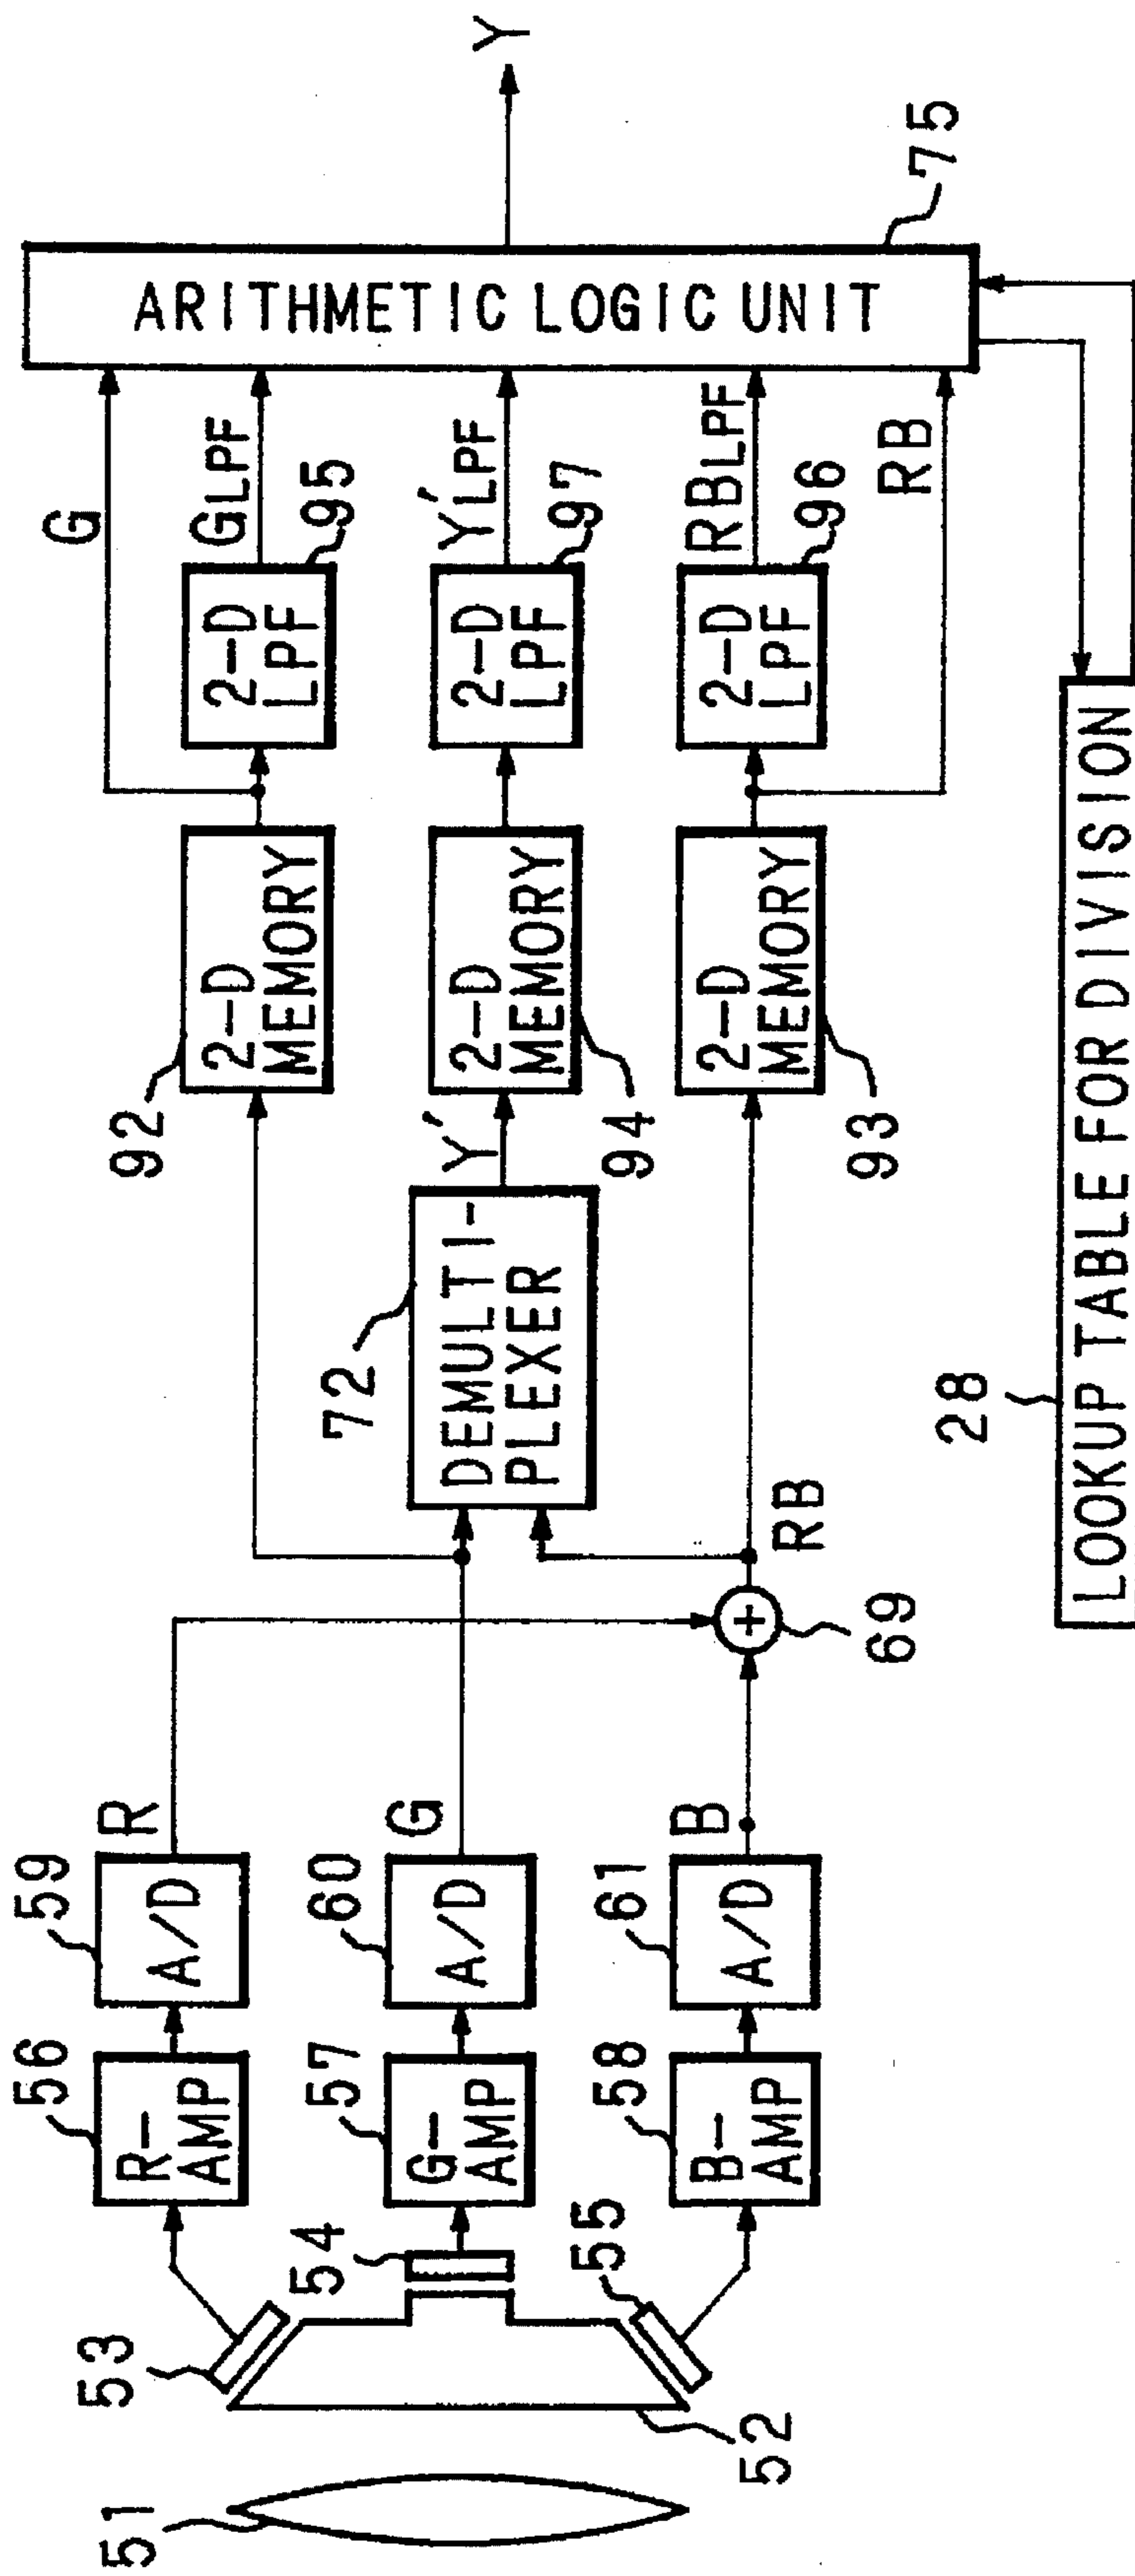 51
52
53
54
55
R-
AMP
56
G-
AMP
57
B-
AMP
58
A/D
59
A/D
60
A/D
61
R
G
B
69
RB
72
DEMULTI-
PLEXER
Y'
92
2-D
MEMORY
2-D
MEMORY
94
2-D
MEMORY
93
2-D
LPF
95
2-D
LPF
97
2-D
LPF
96
G
GLPF
Y'LPF
RBLPF
RB
ARITHMETIC LOGIC UNIT
75
Y
28
LOOKUP TABLE FOR DIVISION